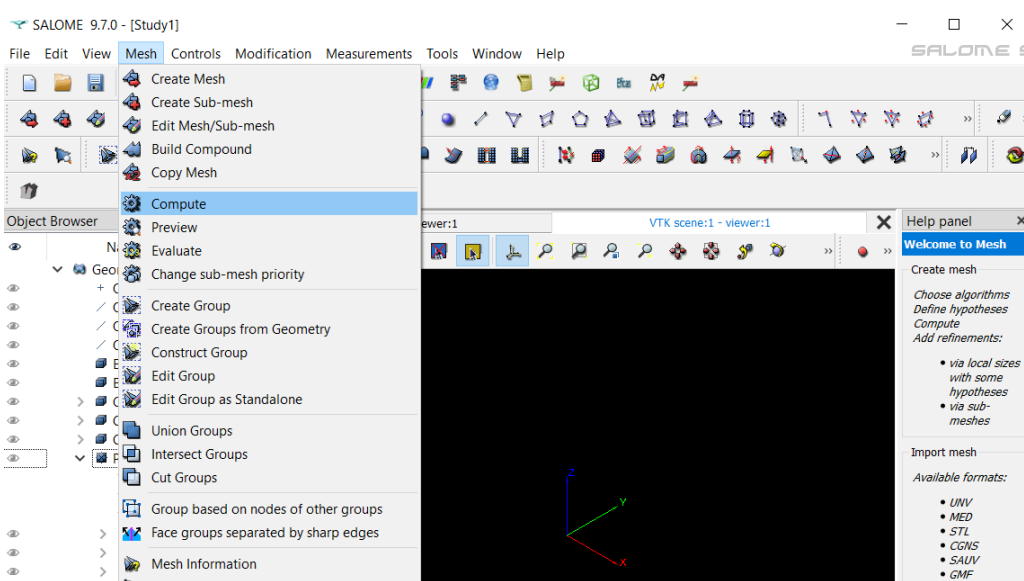 SALOME 9.7.0 - [Study1]
File Edit View Mesh Controls Modification Measurements Tools Window Help
SALOME
Create Mesh
Create Sub-mesh
Edit Mesh/Sub-mesh
Build Compound
Copy Mesh
Compute
Preview
Evaluate
Change sub-mesh priority
Create Group
Create Groups from Geometry
Construct Group
Edit Group
Edit Group as Standalone
Union Groups
Intersect Groups
Cut Groups
Group based on nodes of other groups
Face groups separated by sharp edges
Mesh Information
Object Browser
ewer:1
VTK scene:1 - viewer:1
Z
Y
X
Help panel
Welcome to Mesh
Create mesh
Choose algorithms
Define hypotheses
Compute
Add refinements:
• via local sizes
with some
hypotheses
• via sub-
meshes
Import mesh
Available formats:
• UNV
• MED
• STL
• CGNS
• SAUV
• GMF